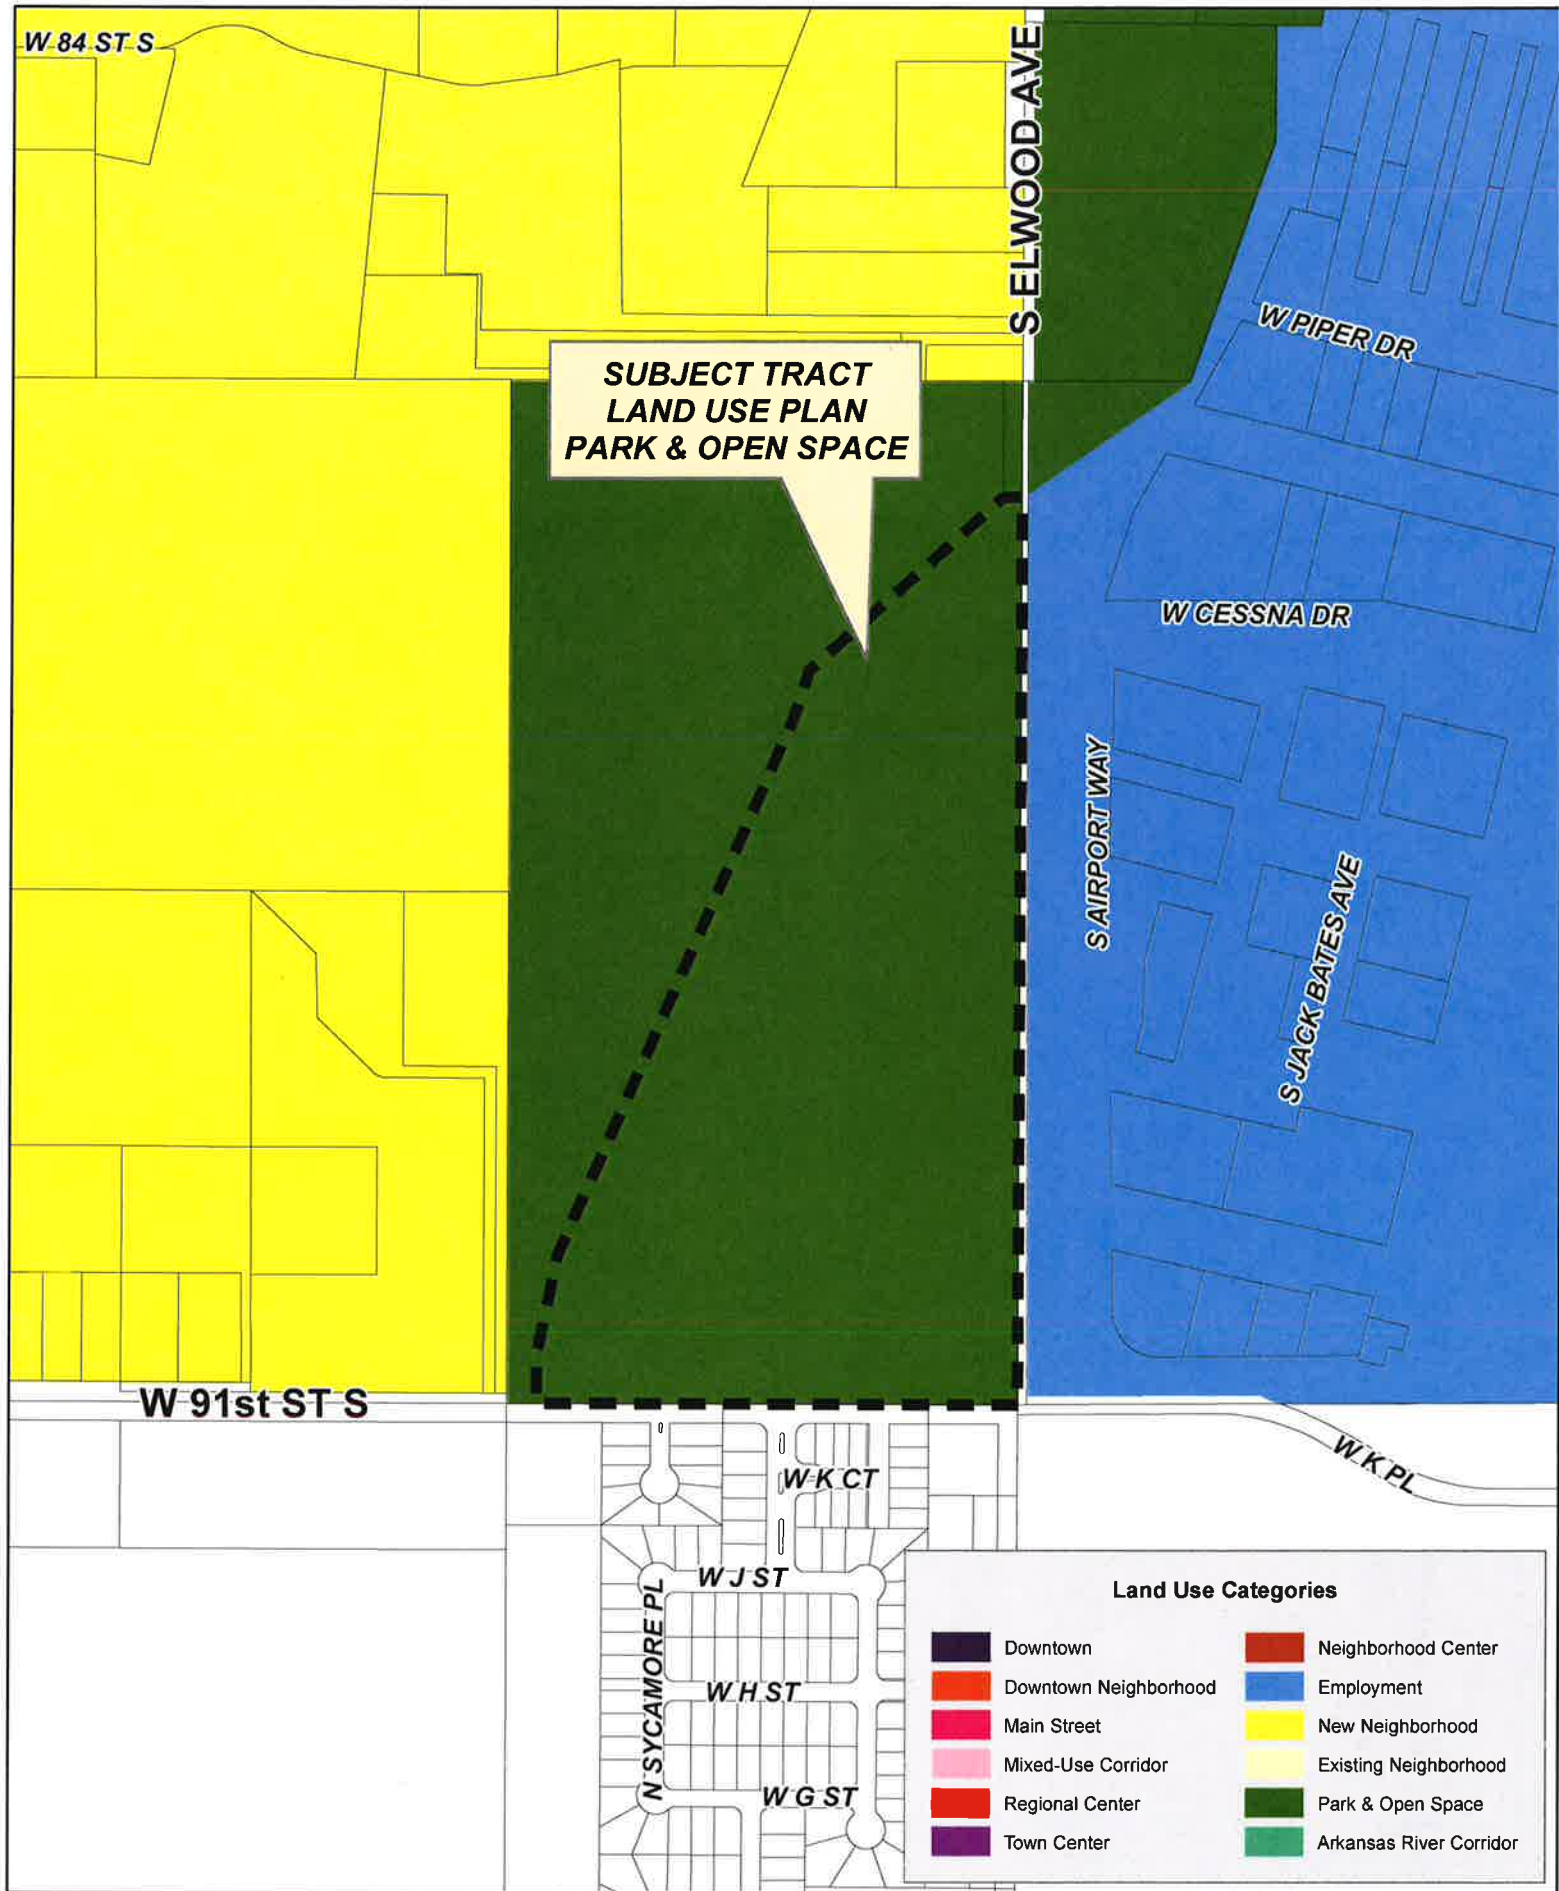 W 84 ST S
S ELWOOD AVE
W PIPER DR
SUBJECT TRACT
LAND USE PLAN
PARK & OPEN SPACE
W CESSNA DR
S AIRPORT WAY
S JACK BATES AVE
W 91st ST S
W K PL
W K CT
W J ST
N SYCAMORE PL
W H ST
W G ST
Land Use Categories
Downtown
Downtown Neighborhood
Main Street
Mixed-Use Corridor
Regional Center
Town Center
Neighborhood Center
Employment
New Neighborhood
Existing Neighborhood
Park & Open Space
Arkansas River Corridor